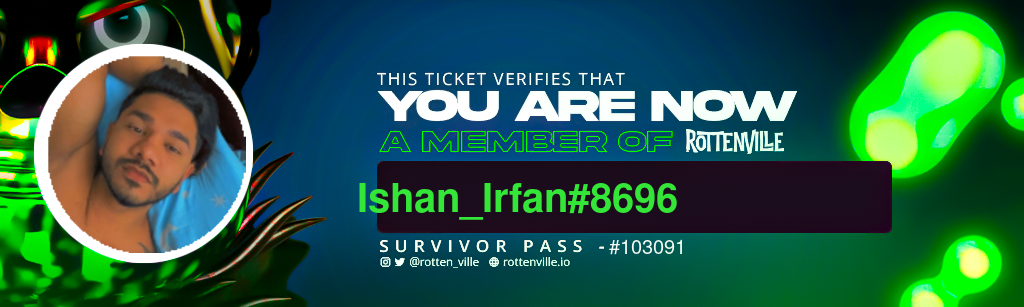 THIS TICKET VERIFIES THAT
YOU ARE NOW
A MEMBER OF ROTTENVILLE
Ishan_Irfan#8696
SURVIVOR PASS - #103091
@rotten_ville rottenville.io